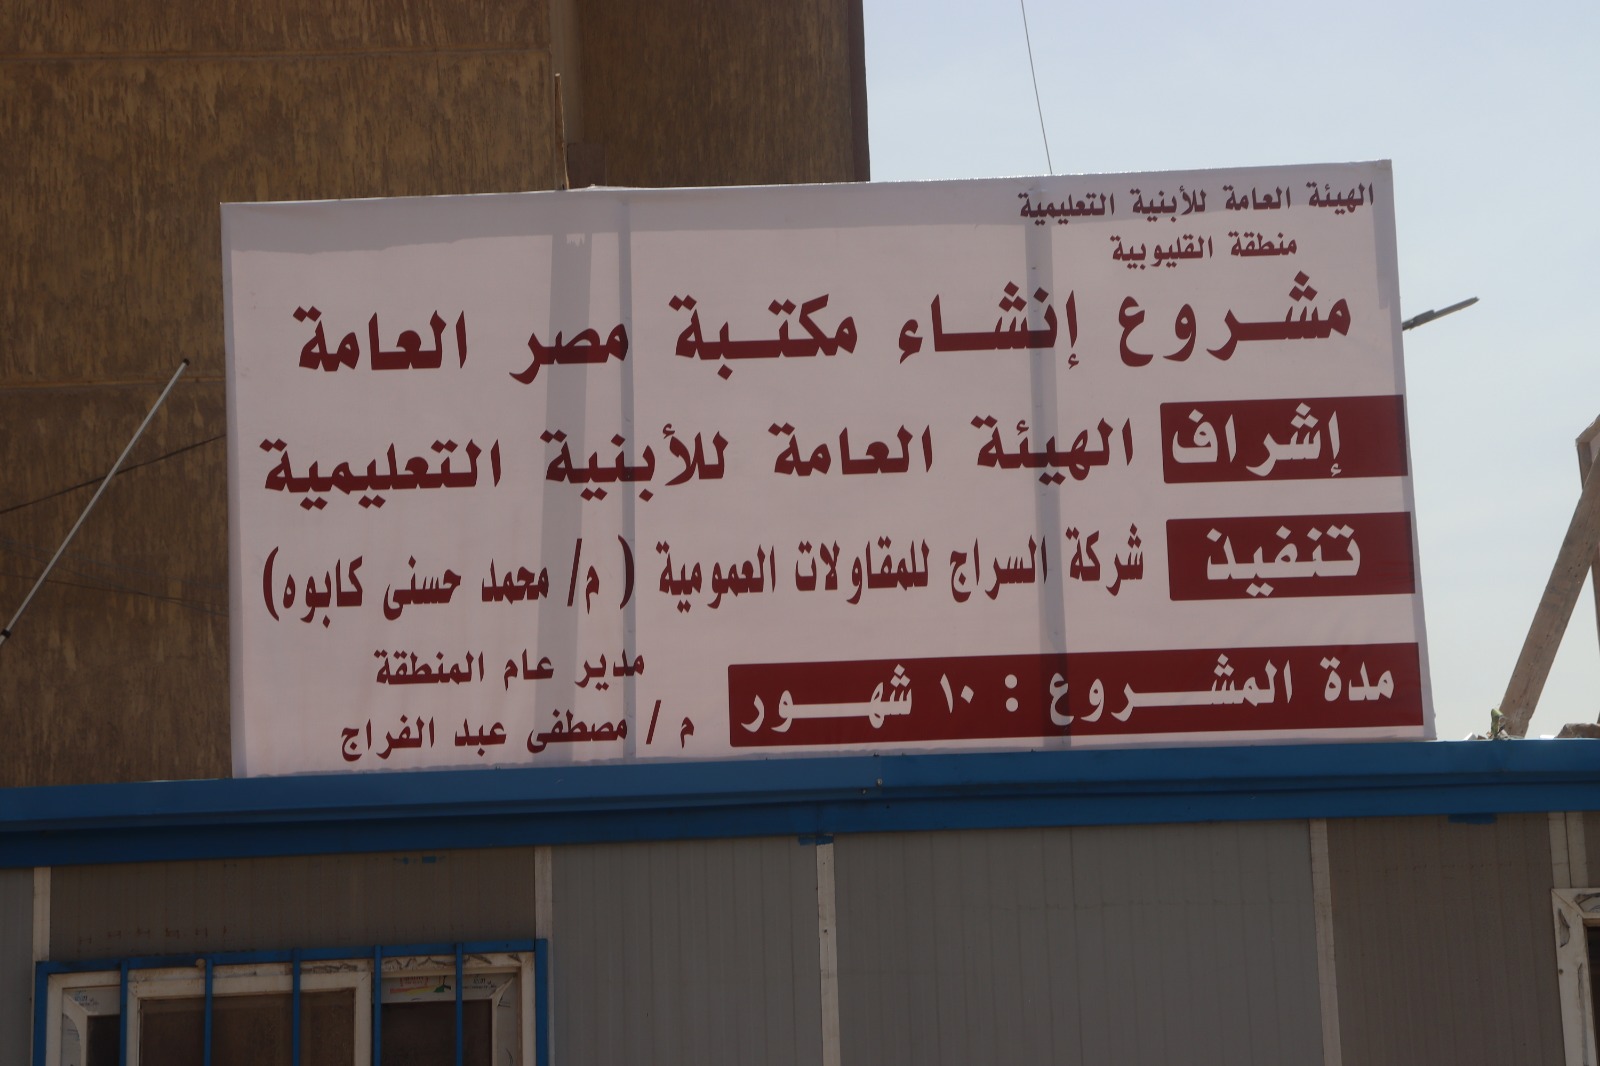 الهيئة العامة للأبنية التعليمية
منطقة القليوبية
مشروع إنشاء مكتبة مصر العامة
إشراف الهيئة العامة للأبنية التعليمية
تنفيذ شركة السراج للمقاولات العمومية ( م/ محمد حسنى كابوه)
مدة المشروع : ١٠ شهور
مدير عام المنطقة
م / مصطفى عبد الفراج